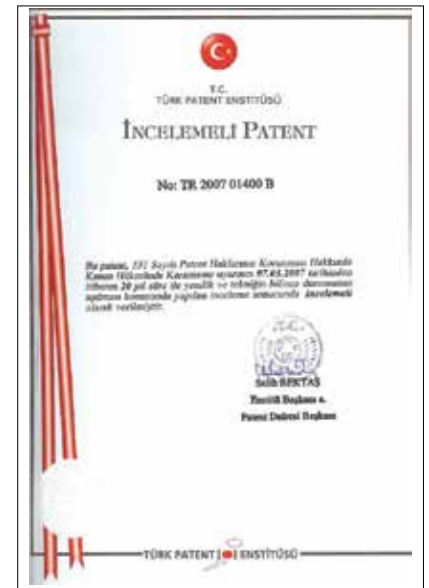 T.C.
TÜRK PATENT ENSTİTÜSÜ
İNCELEMELİ PATENT
No: TR 2007 01400 B
Bu patent, 551 Sayılı Patent Haklarının Korunması Hakkında
Kanun Hükmünde Kararname uyarınca 07.03.2007 tarihinden
itibaren 20 yıl süre ile yenilik ve tekniğin bilinen durumunun
aşılması konusunda yapılan inceleme sonucunda incelemeli
olarak verilmiştir.
Salih BEKTAŞ
Enstitü Başkanı a.
Patent Dairesi Başkanı
TÜRK PATENT ENSTİTÜSÜ